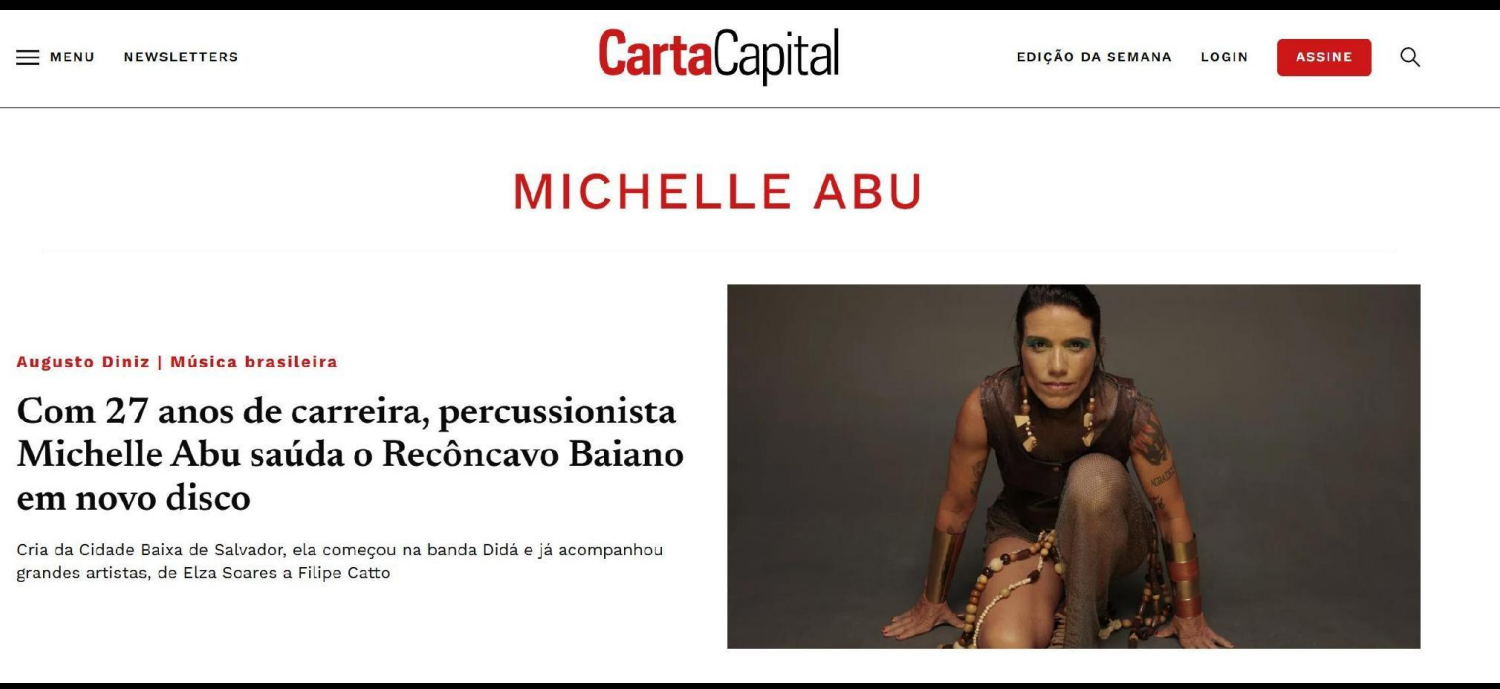 MENU NEWSLETTERS CartaCapital EDIÇÃO DA SEMANA LOGIN ASSINE
MICHELLE ABU
Augusto Diniz | Música brasileira
Com 27 anos de carreira, percussionista
Michelle Abu saúda o Recôncavo Baiano
em novo disco
Cria da Cidade Baixa de Salvador, ela começou na banda Didá e já acompanhou
grandes artistas, de Elza Soares a Filipe Catto